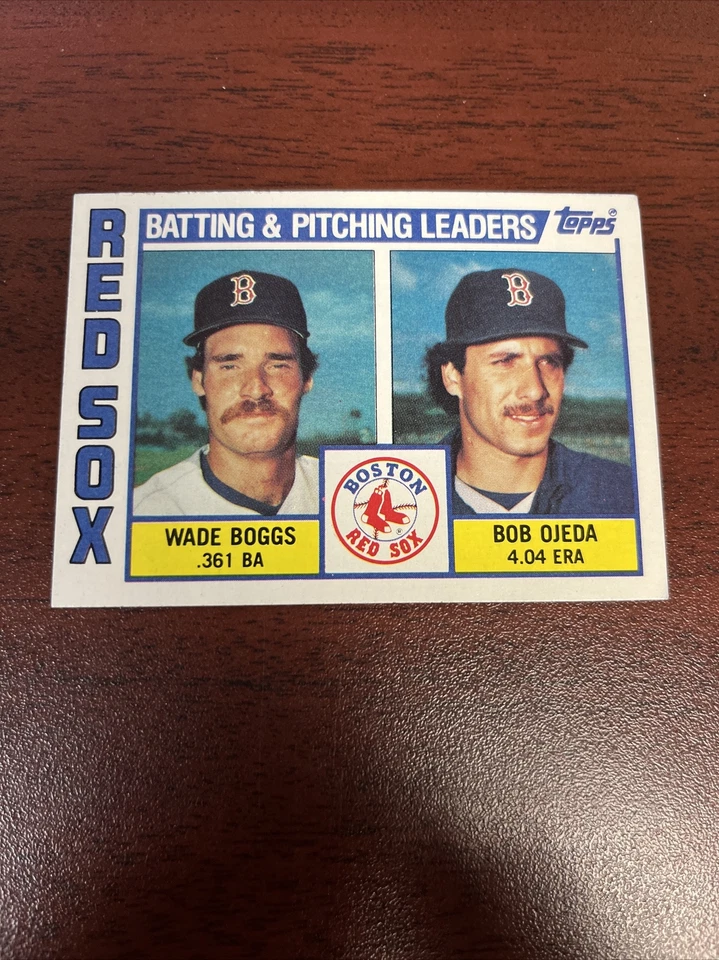 RED SOX
BATTING & PITCHING LEADERS
topps
B
B
WADE BOGGS
.361 BA
BOSTON
RED SOX
BOB OJEDA
4.04 ERA